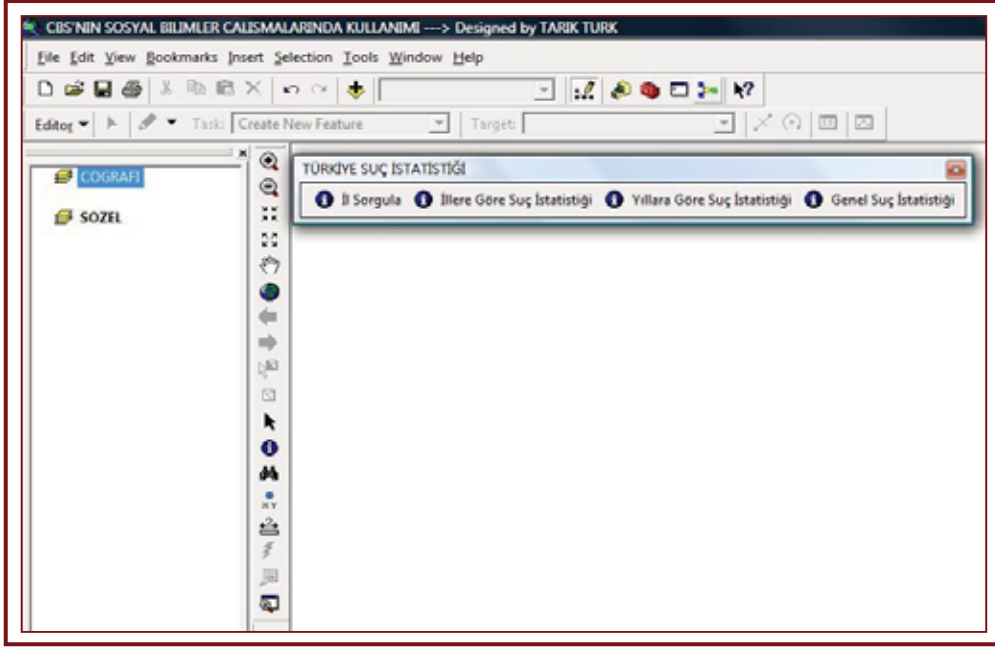 CBS'NIN SOSYAL BILIMLER CALISMALARINDA KULLANIMI ---> Designed by TARIK TURK
File Edit View Bookmarks Insert Selection Tools Window Help
Editor Task: Create New Feature Target:
COGRAFI
SOZEL
TÜRKİYE SUÇ İSTATİSTİĞİ
İl Sorgula İllere Göre Suç İstatistiği Yıllara Göre Suç İstatistiği Genel Suç İstatistiği
XY